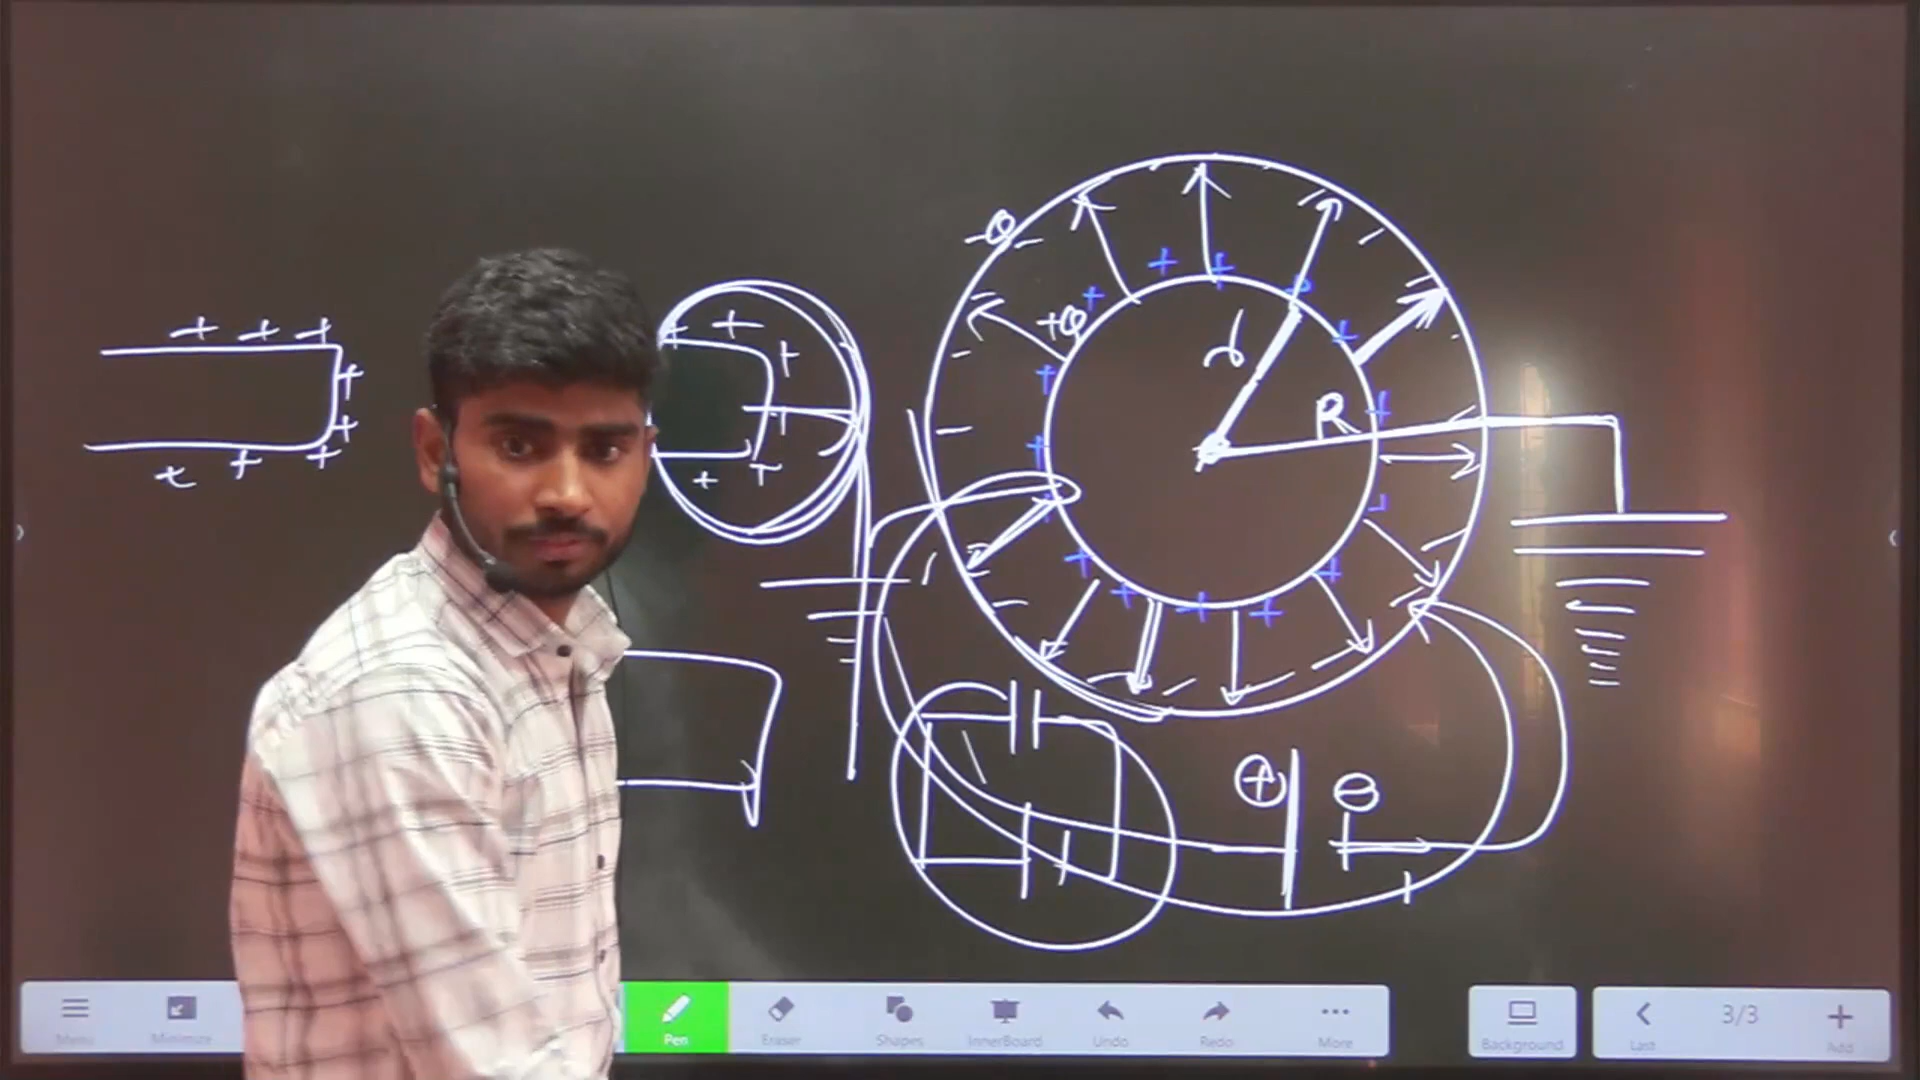 + + +
+
+
+ + +
+ + +
+
+ +
-Q
+ +
+
+Q
+
+
+
+
r
R
+
+
+
+ + +
+
⊕ ⊖
Menu Minimize Pen Eraser Shapes InnerBoard Undo Redo More Background Last 3/3 Add